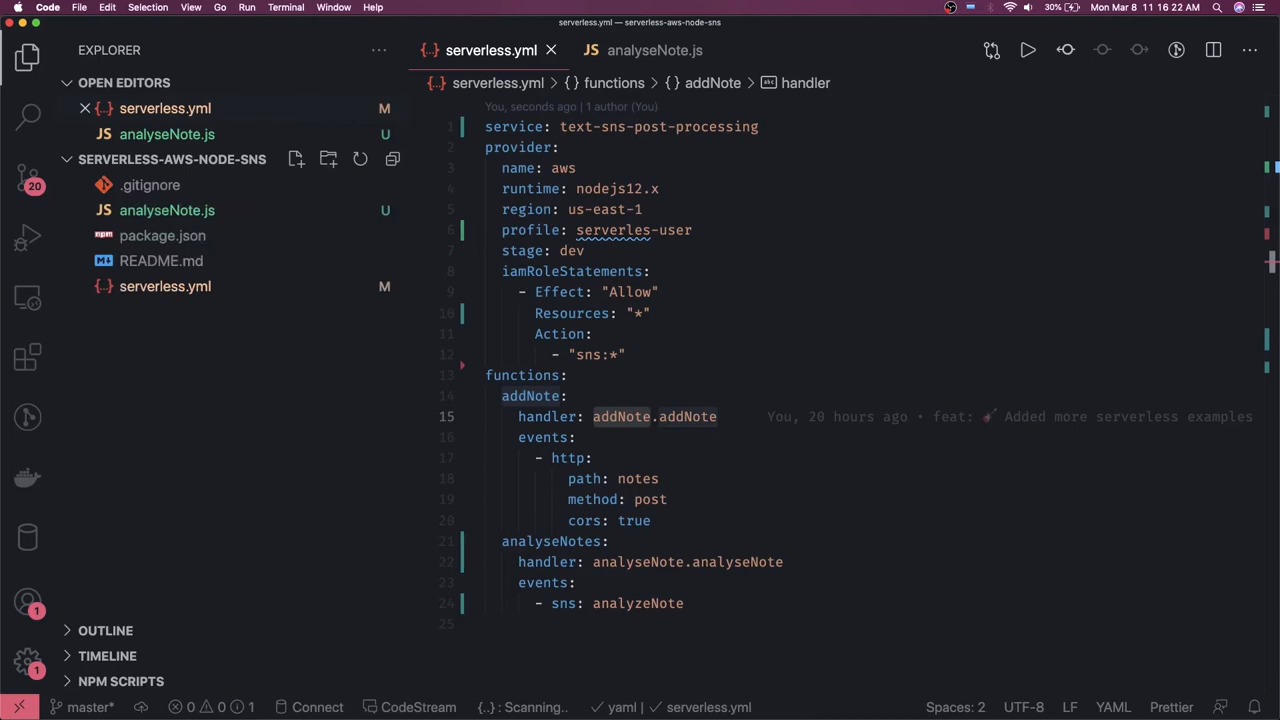 Code File Edit Selection View Go Run Terminal Window Help 30% Mon Mar 8 11 16 22 AM
serverless.yml — serverless-aws-node-sns
EXPLORER
OPEN EDITORS
serverless.yml M
JS analyseNote.js U
SERVERLESS-AWS-NODE-SNS
.gitignore
JS analyseNote.js U
package.json
README.md
serverless.yml M
OUTLINE
TIMELINE
NPM SCRIPTS
20
1
1
{..} serverless.yml JS analyseNote.js
{..} serverless.yml > {} functions > {} addNote > abc handler
You, seconds ago | 1 author (You)
1 service: text-sns-post-processing
2 provider:
3 name: aws
4 runtime: nodejs12.x
5 region: us-east-1
6 profile: serverles-user
7 stage: dev
8 iamRoleStatements:
9 - Effect: "Allow"
10 Resources: "*"
11 Action:
12 - "sns:*"
13 functions:
14 addNote:
15 handler: addNote.addNote You, 20 hours ago • feat: 🚀 Added more serverless examples
16 events:
17 - http:
18 path: notes
19 method: post
20 cors: true
21 analyseNotes:
22 handler: analyseNote.analyseNote
23 events:
24 - sns: analyzeNote
25
master* 0 0 1 Connect CodeStream {..} : Scanning.. ✓ yaml | ✓ serverless.yml Spaces: 2 UTF-8 LF YAML Prettier